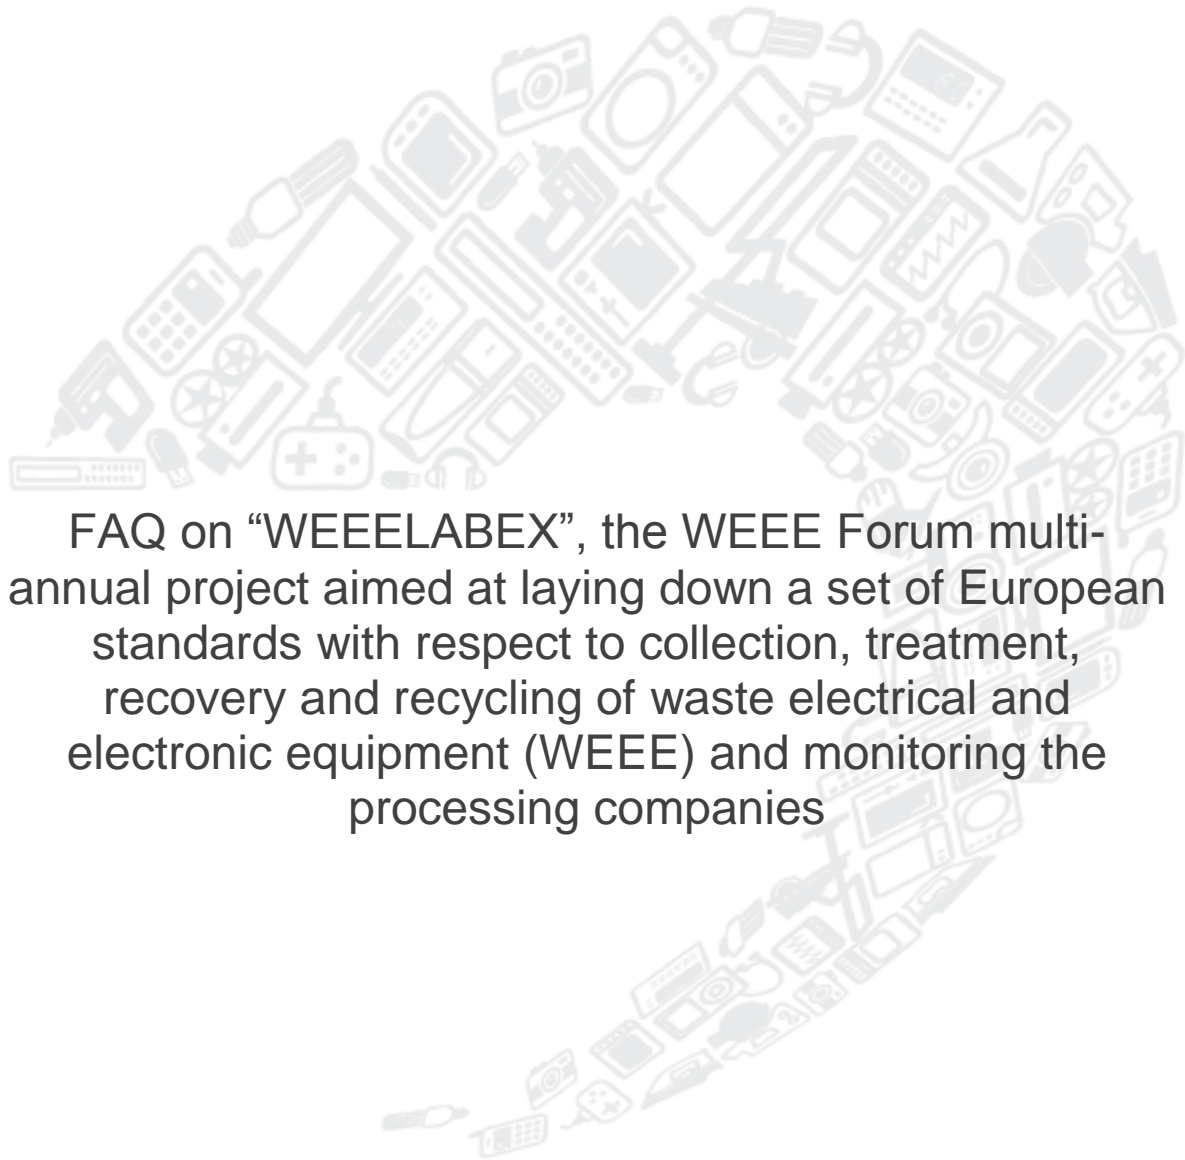 FAQ on “WEEELABEX”, the WEEE Forum multi-
annual project aimed at laying down a set of European
standards with respect to collection, treatment,
recovery and recycling of waste electrical and
electronic equipment (WEEE) and monitoring the
processing companies